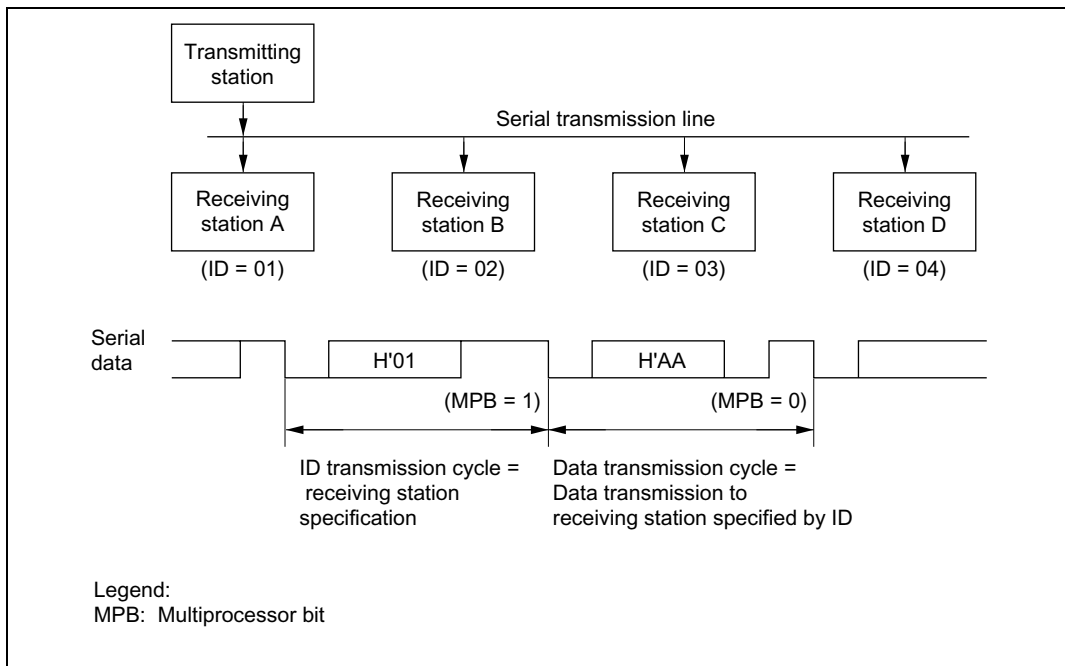 Transmitting
station
Serial transmission line
Receiving
station A
Receiving
station B
Receiving
station C
Receiving
station D
(ID = 01)
(ID = 02)
(ID = 03)
(ID = 04)
Serial
data
H'01
H'AA
(MPB = 1)
(MPB = 0)
ID transmission cycle =
receiving station
specification
Data transmission cycle =
Data transmission to
receiving station specified by ID
Legend:
MPB: Multiprocessor bit